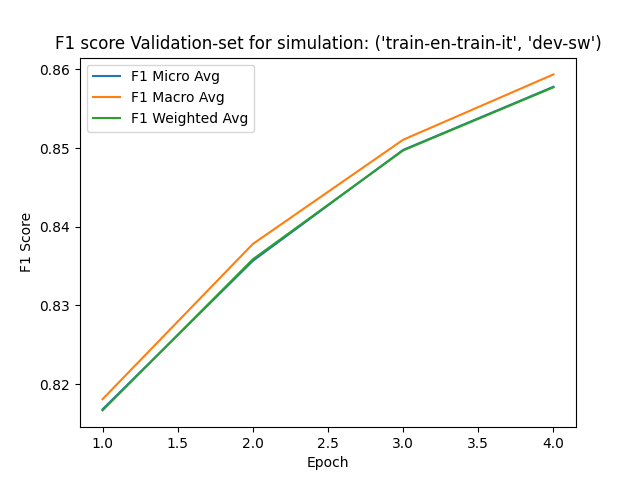 F1 score Validation-set for simulation: ('train-en-train-it', 'dev-sw')
F1 Micro Avg
F1 Macro Avg
F1 Weighted Avg
0.86
0.85
0.84
0.83
0.82
F1 Score
1.0 1.5 2.0 2.5 3.0 3.5 4.0
Epoch